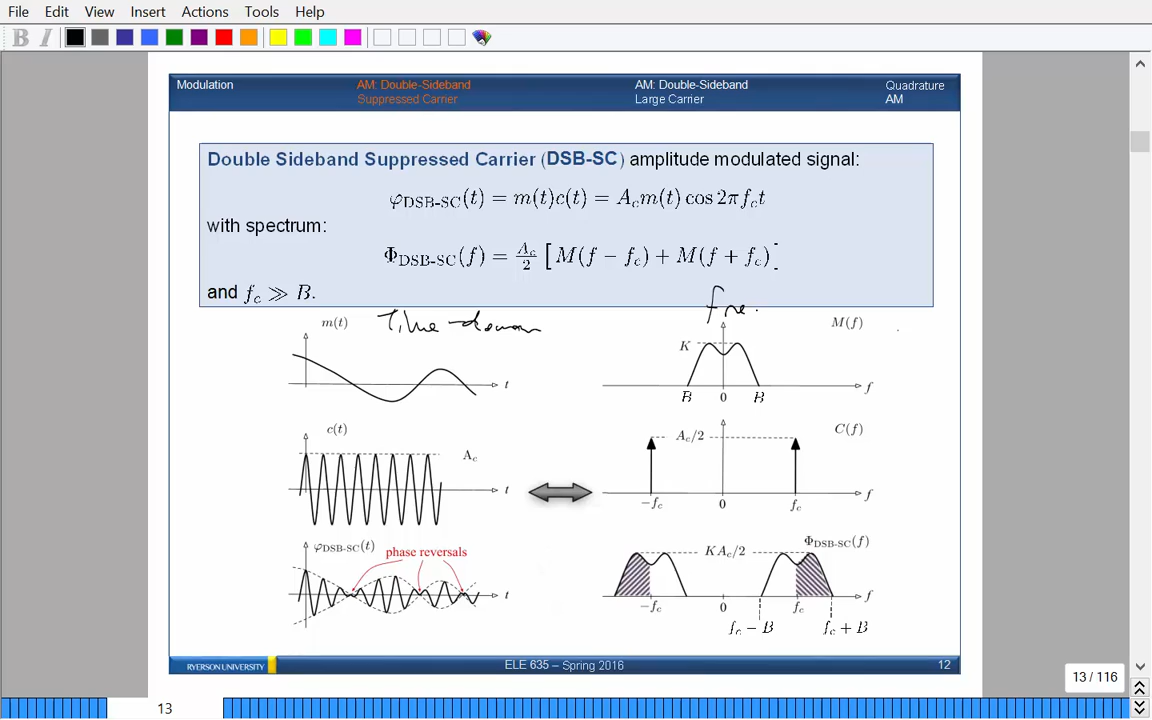 File Edit View Insert Actions Tools Help
B I
Modulation AM: Double-Sideband AM: Double-Sideband Quadrature
Suppressed Carrier Large Carrier AM
Double Sideband Suppressed Carrier (DSB-SC) amplitude modulated signal:
φDSB-SC(t) = m(t)c(t) = Acm(t) cos 2πfct
with spectrum:
ΦDSB-SC(f) = Ac/2 [M(f − fc) + M(f + fc)]
and fc ≫ B.
m(t) Time domain fre. M(f)
K
t f
B 0 B
c(t) Ac/2 C(f)
Ac
t f
−fc 0 fc
φDSB-SC(t) phase reversals KAc/2 ΦDSB-SC(f)
t f
−fc 0 fc
fc − B fc + B
RYERSON UNIVERSITY ELE 635 – Spring 2016 12
13 / 116
13